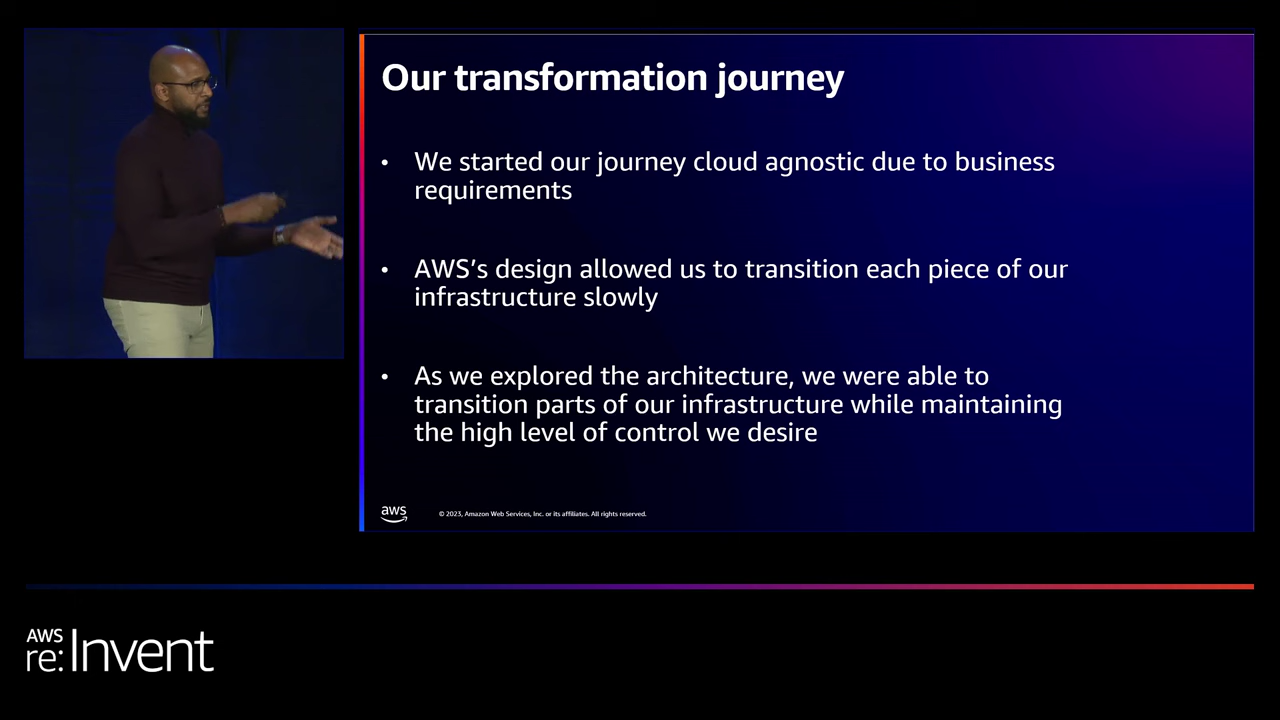 Our transformation journey
• We started our journey cloud agnostic due to business
requirements
• AWS’s design allowed us to transition each piece of our
infrastructure slowly
• As we explored the architecture, we were able to
transition parts of our infrastructure while maintaining
the high level of control we desire
aws
© 2023, Amazon Web Services, Inc. or its affiliates. All rights reserved.
AWS
re:Invent